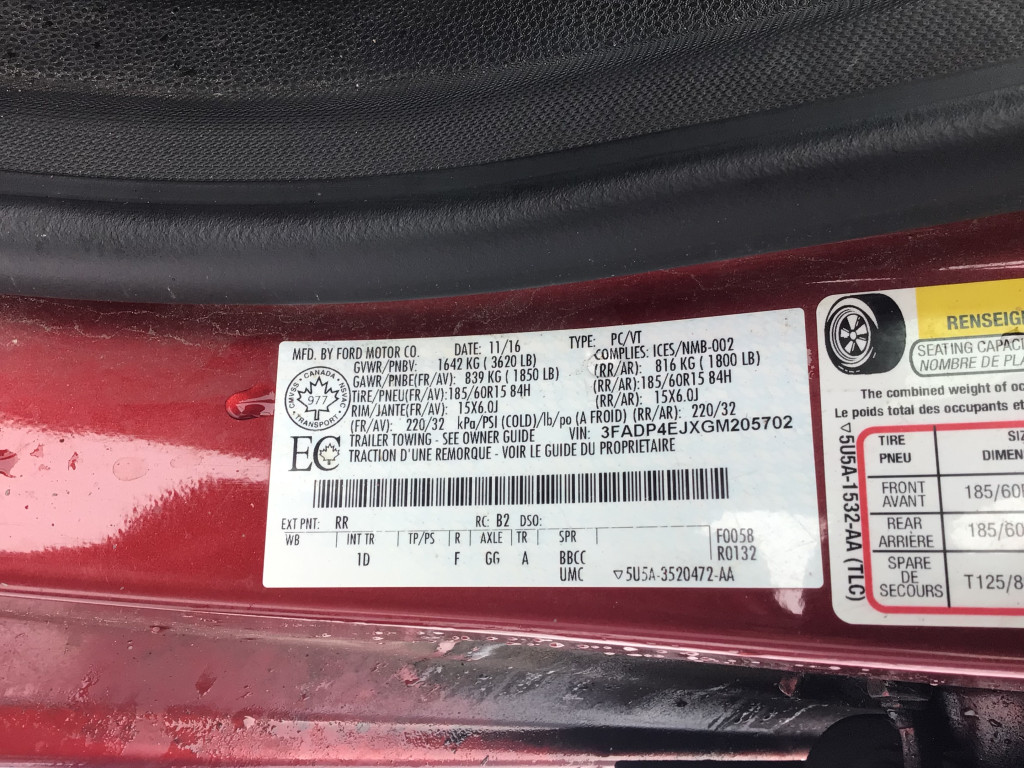 MFD. BY FORD MOTOR CO. DATE: 11/16 TYPE: PC/VT
GVWR/PNBV: 1642 KG ( 3620 LB) COMPLIES: ICES/NMB-002
GAWR/PNBE(FR/AV): 839 KG ( 1850 LB) (RR/AR): 816 KG ( 1800 LB)
TIRE/PNEU(FR/AV): 185/60R15 84H (RR/AR): 185/60R15 84H
RIM/JANTE(FR/AV): 15X6.0J (RR/AR): 15X6.0J
(FR/AV): 220/32 kPa/PSI (COLD)/lb/po (A FROID) (RR/AR): 220/32
TRAILER TOWING - SEE OWNER GUIDE VIN: 3FADP4EJXGM205702
TRACTION D'UNE REMORQUE - VOIR LE GUIDE DU PROPRIETAIRE
CANADA
NSVAC
TRANSPORT
CMVSS
977
EC
EXT PNT: RR RC: B2 DSO:
WB INT TR TP/PS R AXLE TR SPR F0058
1D F GG A BBCC R0132
UMC ▽5U5A-3520472-AA
RENSEIG
SEATING CAPACI
NOMBRE DE PLA
The combined weight of oc
Le poids total des occupants e
▽5U5A-1532-AA (TLC)
TIRE SIZ
PNEU DIMEN
FRONT
AVANT 185/60
REAR
ARRIÈRE 185/60
SPARE
DE
SECOURS T125/8